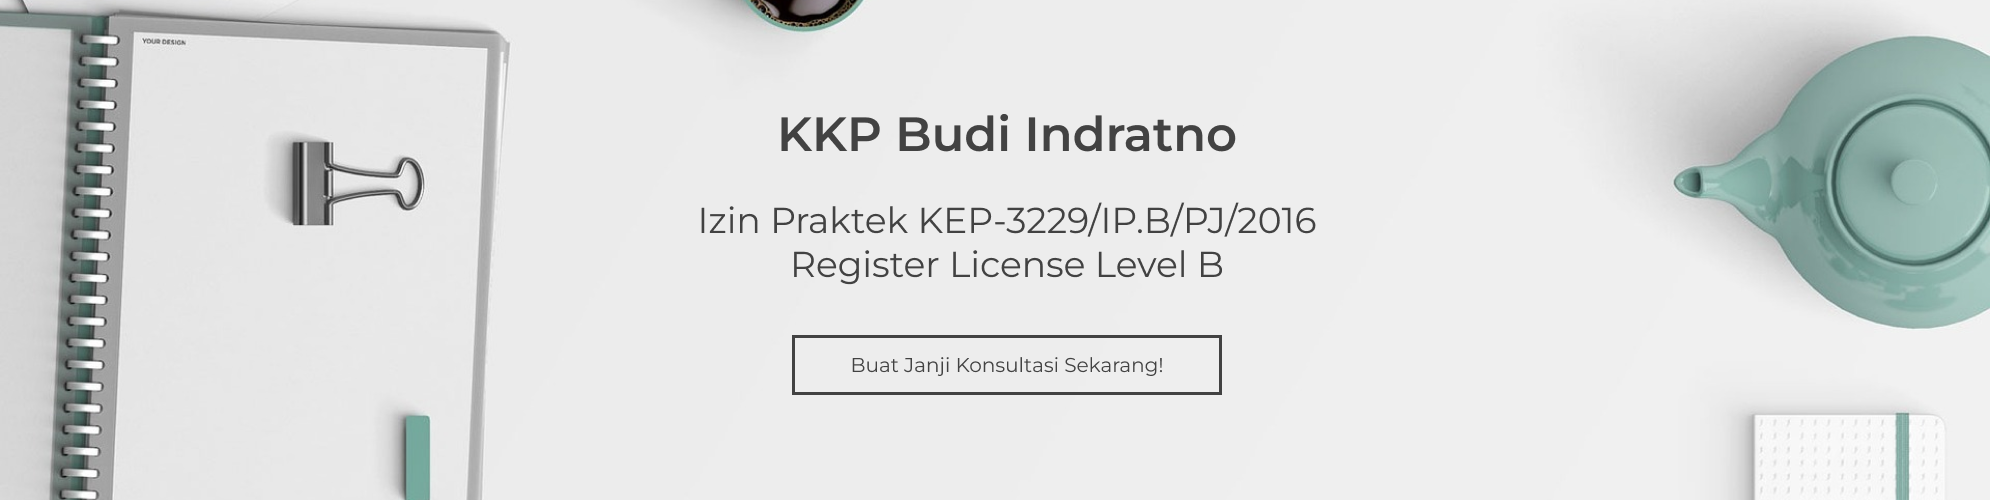 YOUR DESIGN
KKP Budi Indratno
Izin Praktek KEP-3229/IP.B/PJ/2016
Register License Level B
Buat Janji Konsultasi Sekarang!